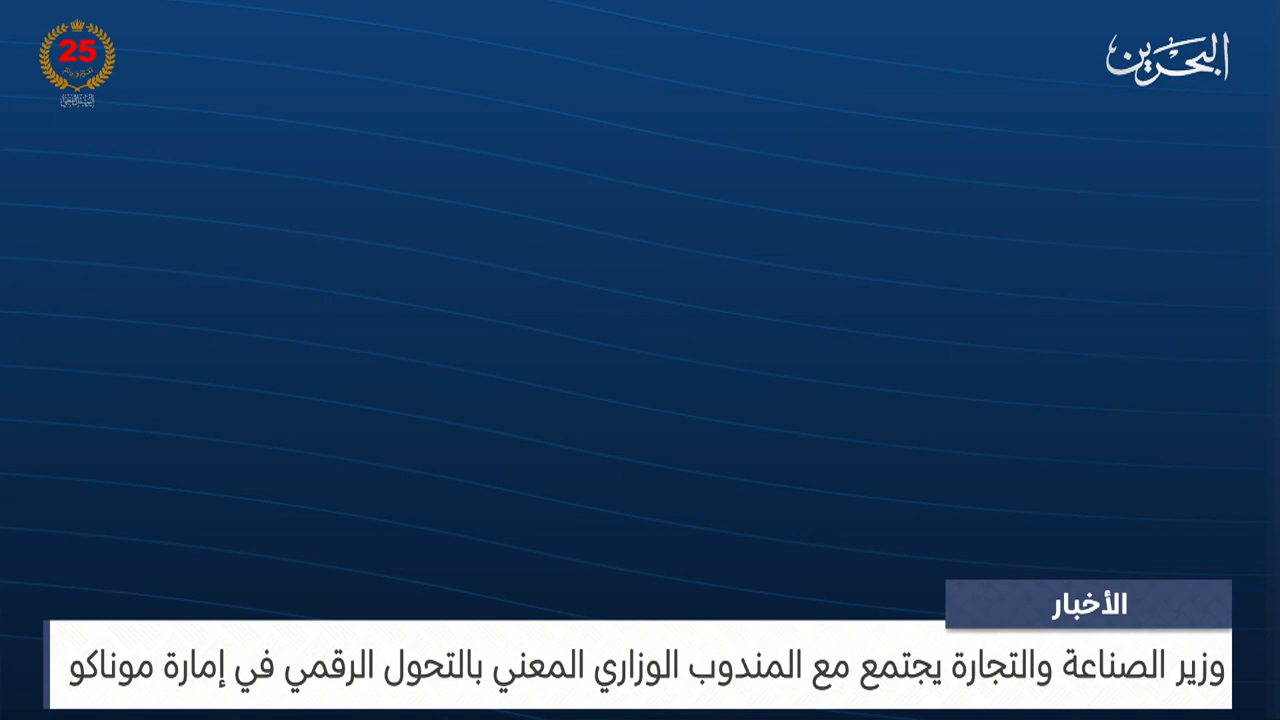 25
البحرين
الأخبار
وزير الصناعة والتجارة يجتمع مع المندوب الوزاري المعني بالتحول الرقمي في إمارة موناكو